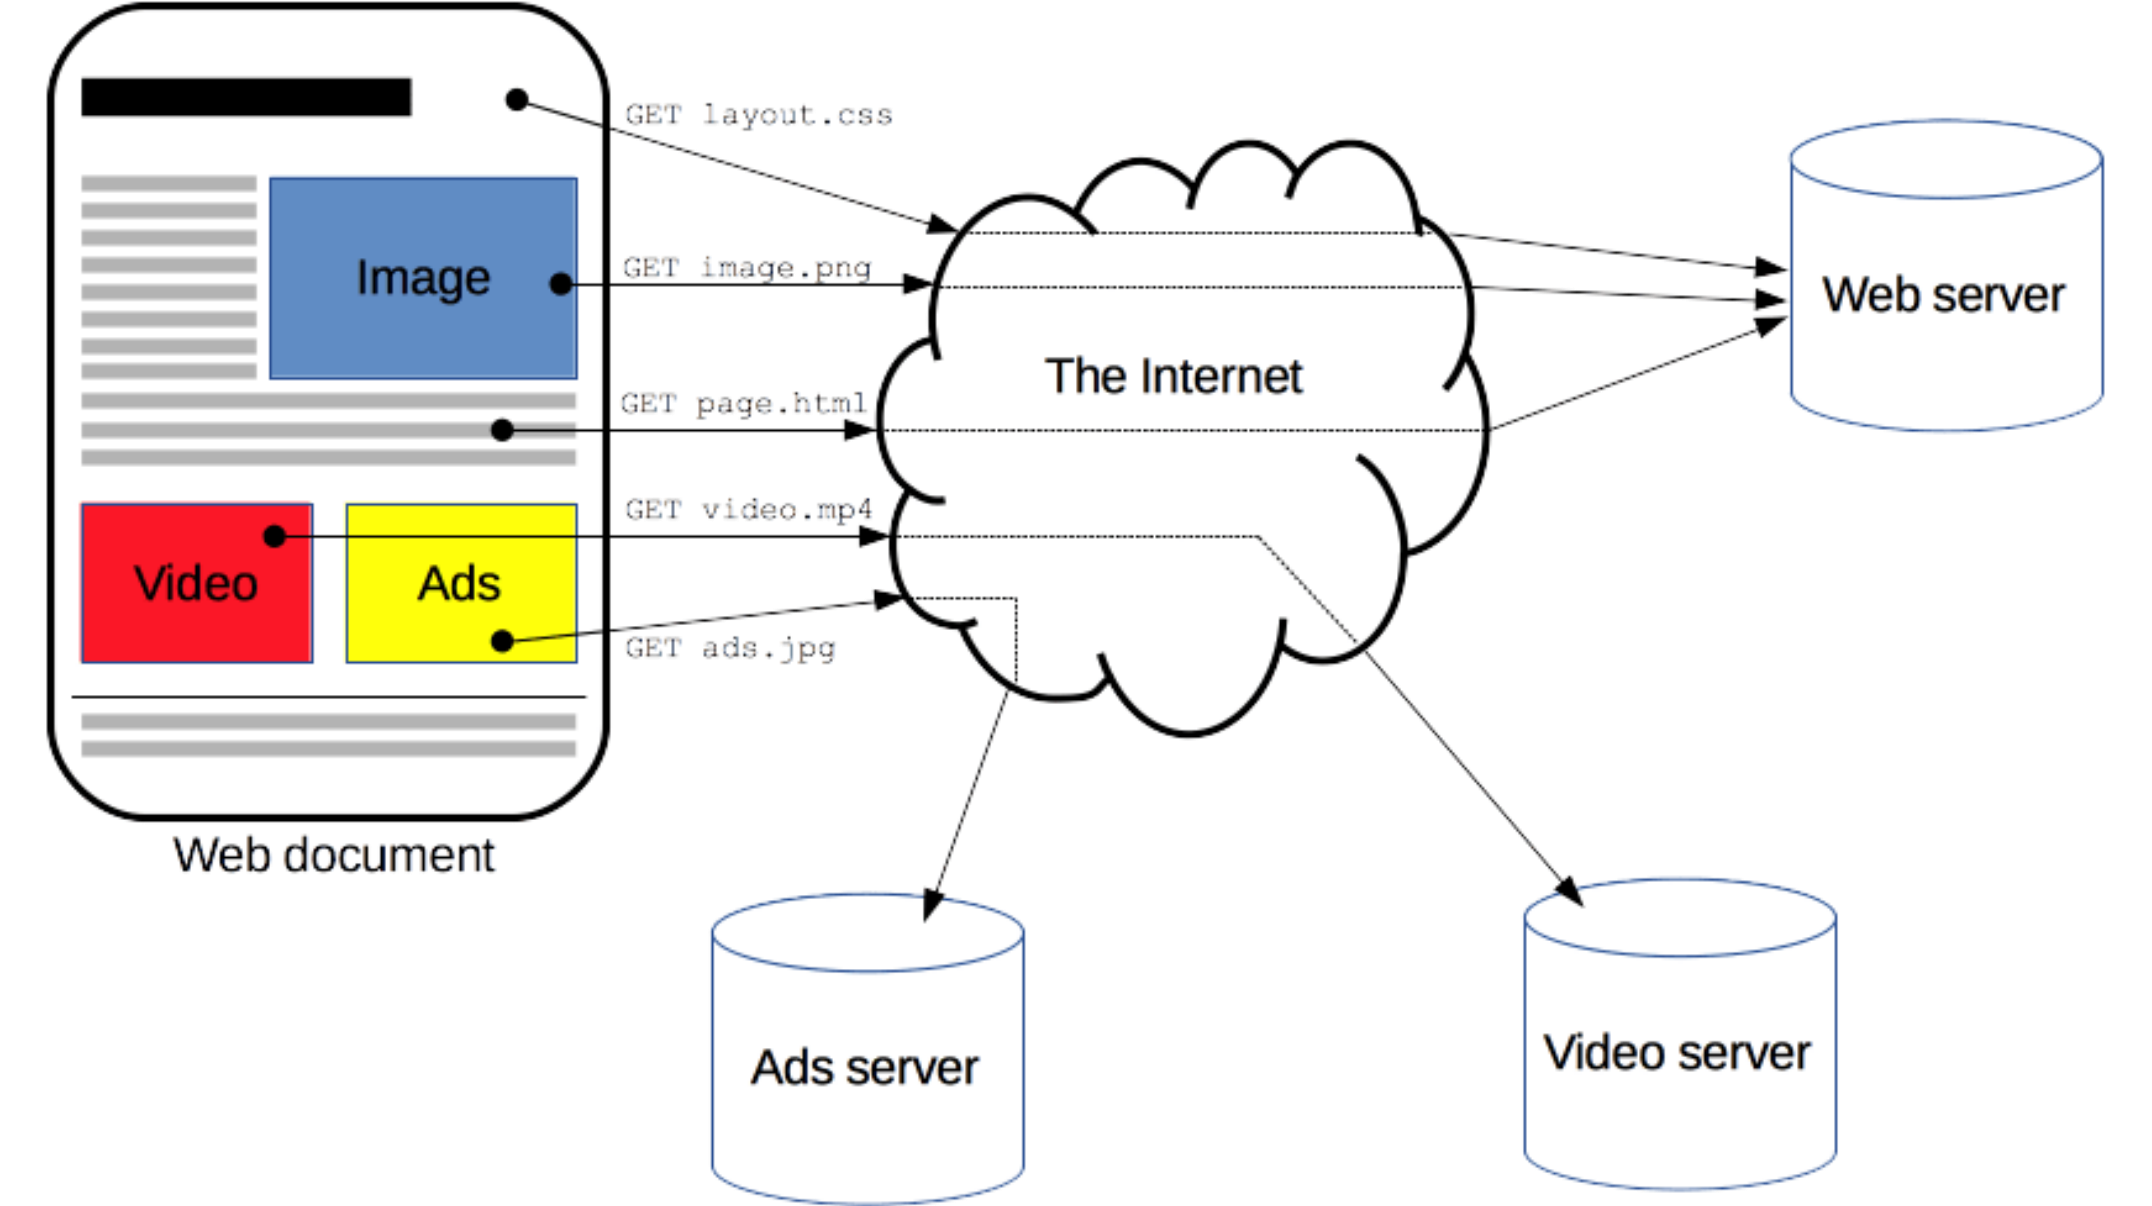 GET layout.css
GET image.png
Image
Web server
The Internet
GET page.html
GET video.mp4
Video
Ads
GET ads.jpg
Web document
Ads server
Video server